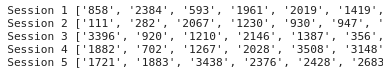 Session 1 ['858', '2384', '593', '1961', '2019', '1419',
Session 2 ['111', '282', '2067', '1230', '930', '947', '
Session 3 ['3396', '920', '1210', '2146', '1387', '356',
Session 4 ['1882', '702', '1267', '2028', '3508', '3148'
Session 5 ['1721', '1883', '3438', '2376', '2428', '2683